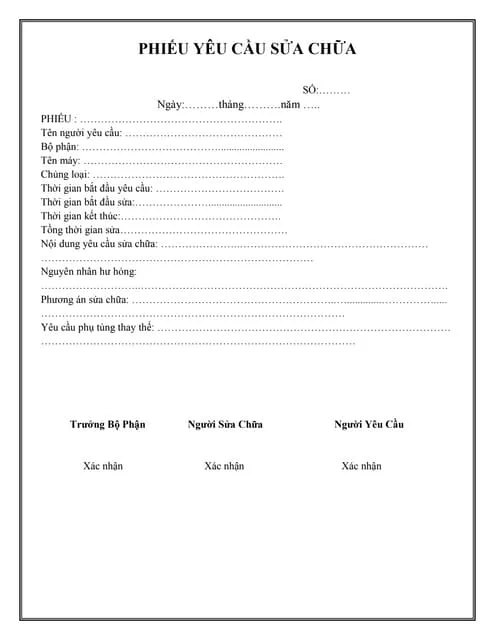 PHIẾU YÊU CẦU SỬA CHỮA
SỐ:………
Ngày:………tháng……….năm …..
PHIẾU : ………………………………………………….
Tên người yêu cầu: ………………………………………
Bộ phận: …………………………………..........................
Tên máy: …………………………………………………
Chủng loại: ……………………………………………….
Thời gian bắt đầu yêu cầu: ……………………………….
Thời gian bắt đầu sửa:…………………...........................
Thời gian kết thúc:……………………………………….
Tổng thời gian sửa………………………………….
Nội dung yêu cầu sửa chữa: ……………………………………………………………………
……………………………………………………………………
Nguyên nhân hư hỏng:
………………………………………………………………………………………………………
Phương án sửa chữa: …………………………………………………..... ................…………......
……………………………………………………………………………
Yêu cầu phụ tùng thay thế: …………………………………………………………………………
………………………………………………………………………………
Trưởng Bộ Phận Người Sửa Chữa Người Yêu Cầu
Xác nhận Xác nhận Xác nhận